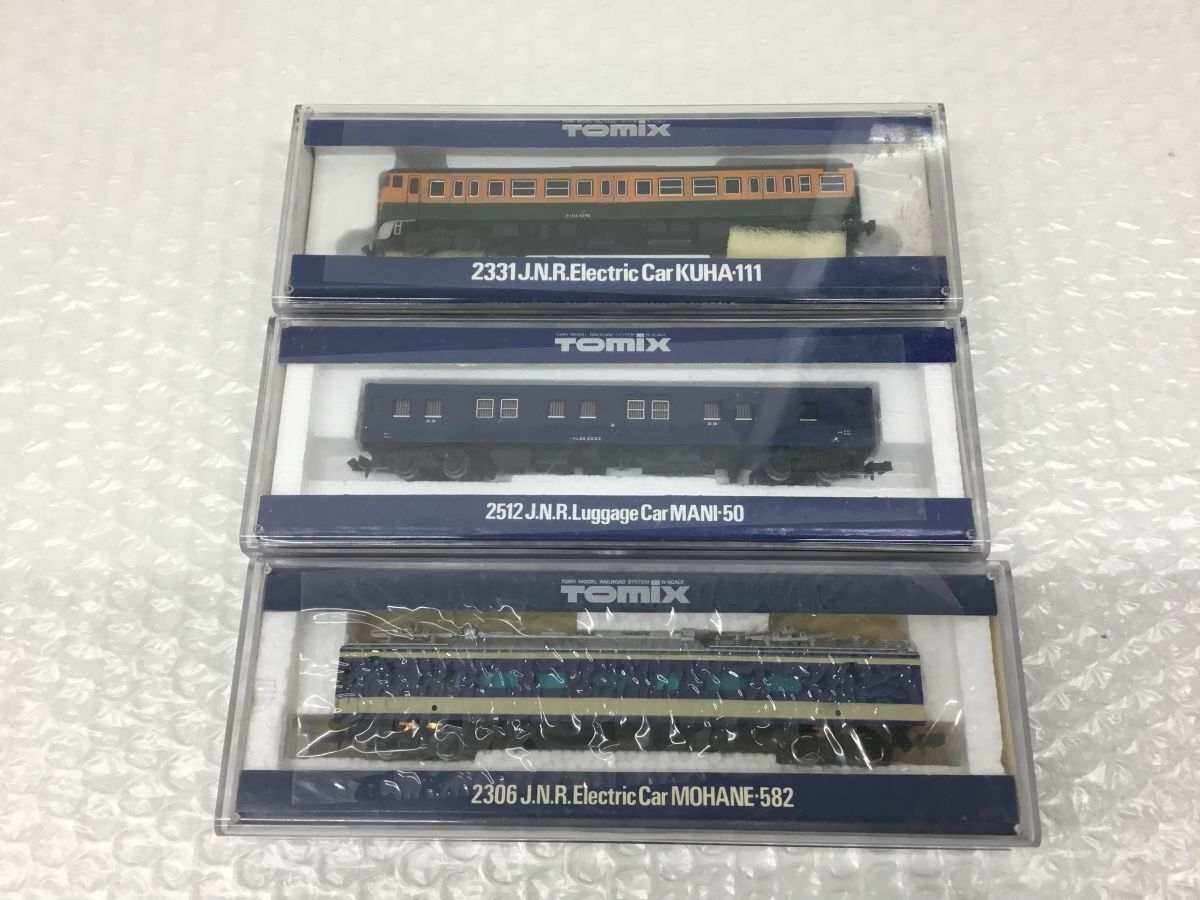 TOMIX
2331 J.N.R.Electric Car KUHA-111
TOMIX
2512 J.N.R.Luggage Car MANI-50
TOMY MODEL RAILROAD SYSTEM N-SCALE
TOMIX
2306 J.N.R.Electric Car MOHANE-582